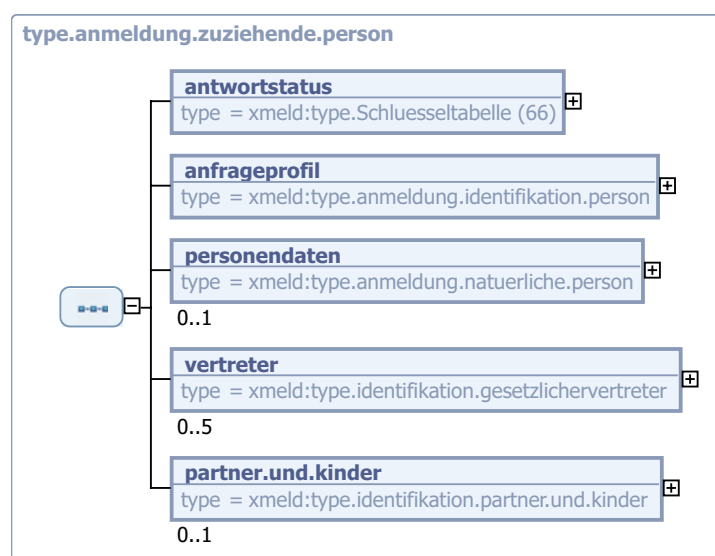 type.anmeldung.zuziehende.person
antwortstatus
type = xmeld:type.Schluesseltabelle (66)
anfrageprofil
type = xmeld:type.anmeldung.identifikation.person
personendaten
type = xmeld:type.anmeldung.natuerliche.person
0..1
vertreter
type = xmeld:type.identifikation.gesetzlichervertreter
0..5
partner.und.kinder
type = xmeld:type.identifikation.partner.und.kinder
0..1